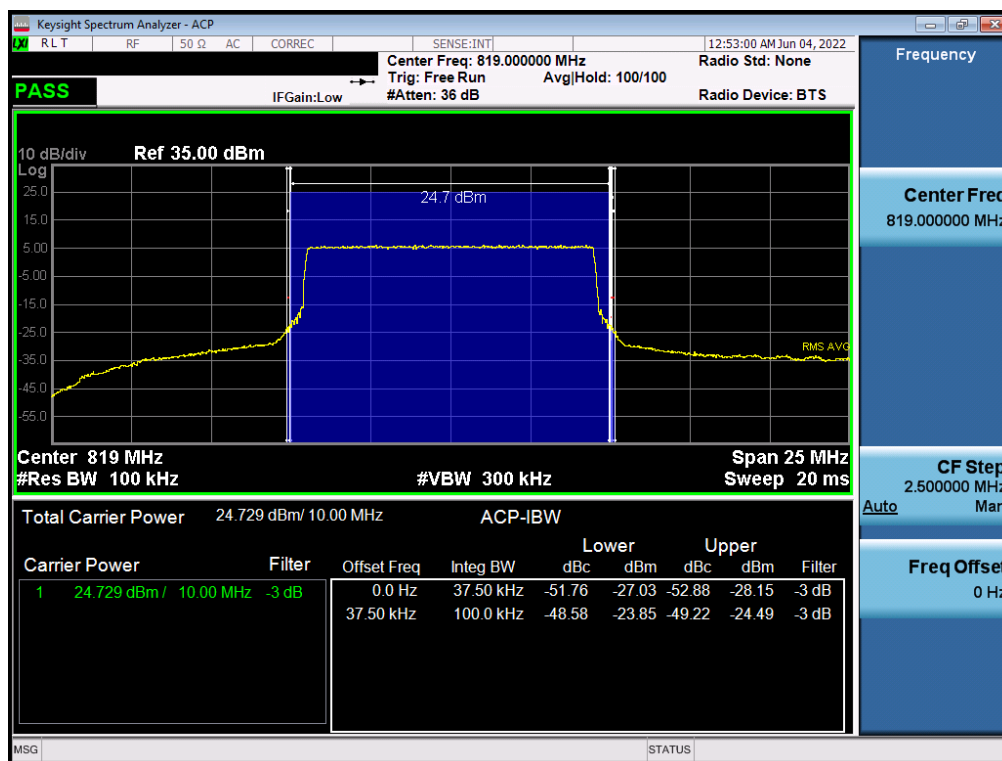 Keysight Spectrum Analyzer - ACP
LXI RLT RF 50 Ω AC CORREC SENSE:INT 12:53:00 AM Jun 04, 2022
Center Freq: 819.000000 MHz Radio Std: None
Trig: Free Run Avg|Hold: 100/100
PASS IFGain:Low #Atten: 36 dB Radio Device: BTS
10 dB/div Ref 35.00 dBm
Log
25.0
24.7 dBm
15.0
5.00
-5.00
-15.0
-25.0
RMS AVG
-35.0
-45.0
-55.0
Center 819 MHz Span 25 MHz
#Res BW 100 kHz #VBW 300 kHz Sweep 20 ms
Total Carrier Power 24.729 dBm/ 10.00 MHz ACP-IBW
Lower Upper
Carrier Power Filter Offset Freq Integ BW dBc dBm dBc dBm Filter
1 24.729 dBm / 10.00 MHz -3 dB 0.0 Hz 37.50 kHz -51.76 -27.03 -52.88 -28.15 -3 dB
37.50 kHz 100.0 kHz -48.58 -23.85 -49.22 -24.49 -3 dB
MSG STATUS
Frequency
Center Freq
819.000000 MHz
CF Step
2.500000 MHz
Auto Man
Freq Offset
0 Hz